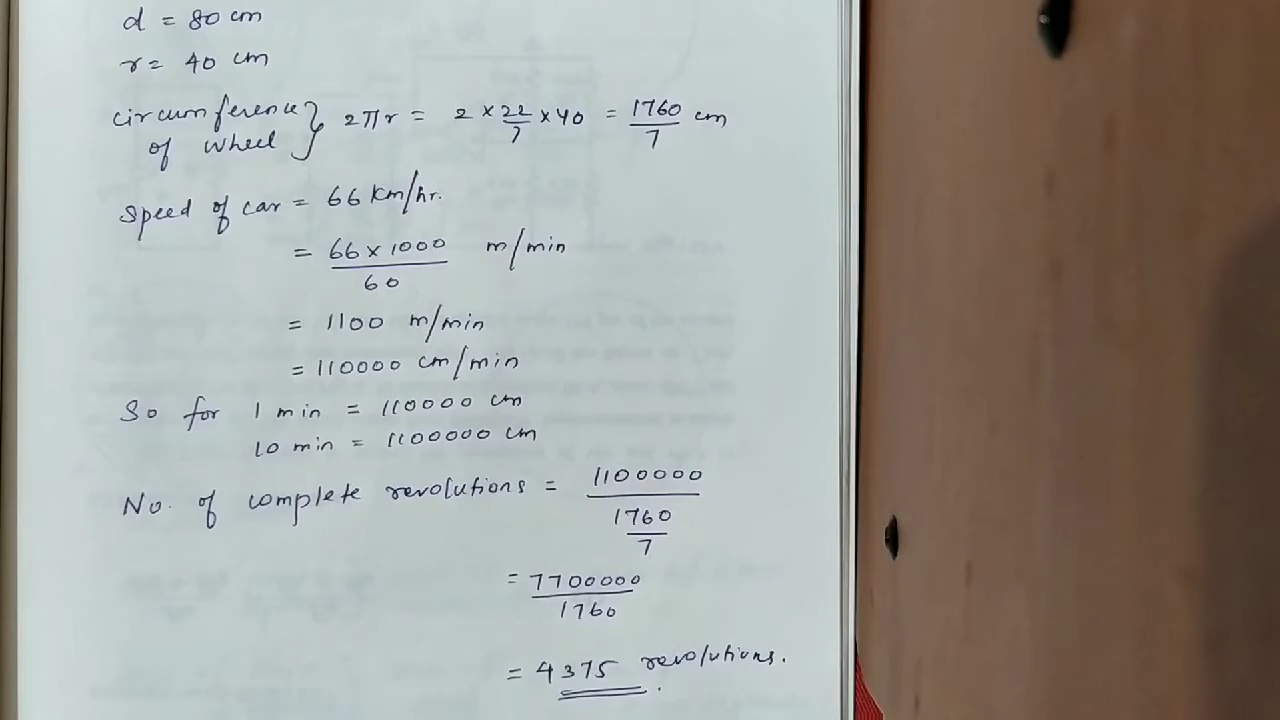 d = 80 cm
r = 40 cm
circumference of wheel } 2πr = 2 × 22/7 × 40 = 1760/7 cm
Speed of car = 66 km/hr.
= 66 × 1000 / 60 m/min
= 1100 m/min
= 110000 cm/min
So for 1 min = 110000 cm
10 min = 1100000 cm
No. of complete revolutions = 1100000 / (1760/7)
= 7700000 / 1760
= 4375 revolutions.